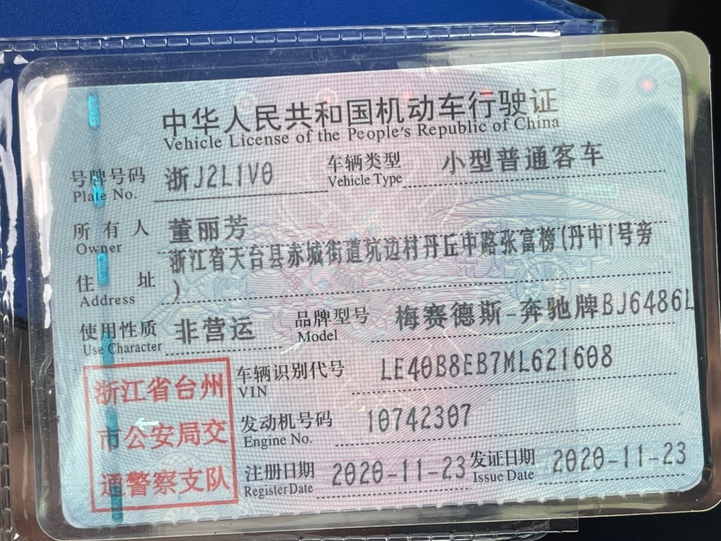 中华人民共和国机动车行驶证
Vehicle License of the People's Republic of China
号牌号码 浙J2L1V0 车辆类型 小型普通客车
Plate No. Vehicle Type
所有人 董丽芳
Owner
住址 浙江省天台县赤城街道坑边村丹丘中路张富榜(丹中1号旁
Address )
使用性质 非营运 品牌型号 梅赛德斯-奔驰牌BJ6486L
Use Character Model
浙江省台州 车辆识别代号 LE40B8EB7ML621608
VIN
市公安局交 发动机号码 10742307
Engine No.
通警察支队 注册日期 2020-11-23 发证日期 2020-11-23
Register Date Issue Date